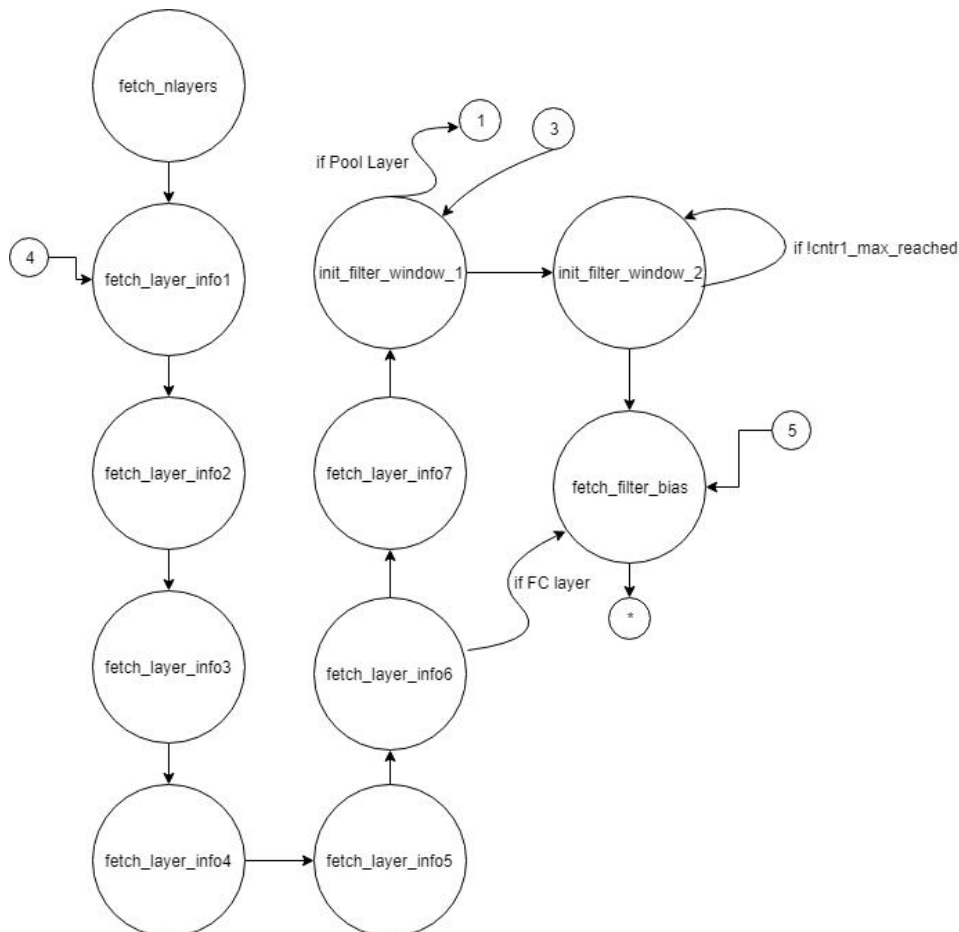 fetch_nlayers
1
3
if Pool Layer
4
fetch_layer_info1
init_filter_window_1
init_filter_window_2
if !cntr1_max_reached
fetch_layer_info2
fetch_layer_info7
fetch_filter_bias
5
if FC layer
*
fetch_layer_info3
fetch_layer_info6
fetch_layer_info4
fetch_layer_info5